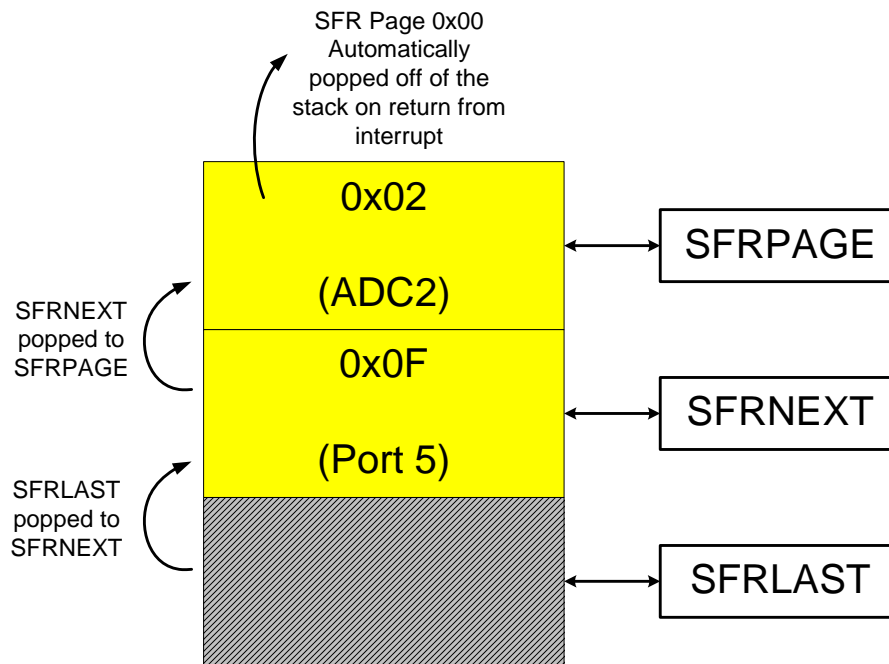 SFR Page 0x00
Automatically
popped off of the
stack on return from
interrupt
0x02
(ADC2)
SFRPAGE
SFRNEXT
popped to
SFRPAGE
0x0F
(Port 5)
SFRNEXT
SFRLAST
popped to
SFRNEXT
SFRLAST